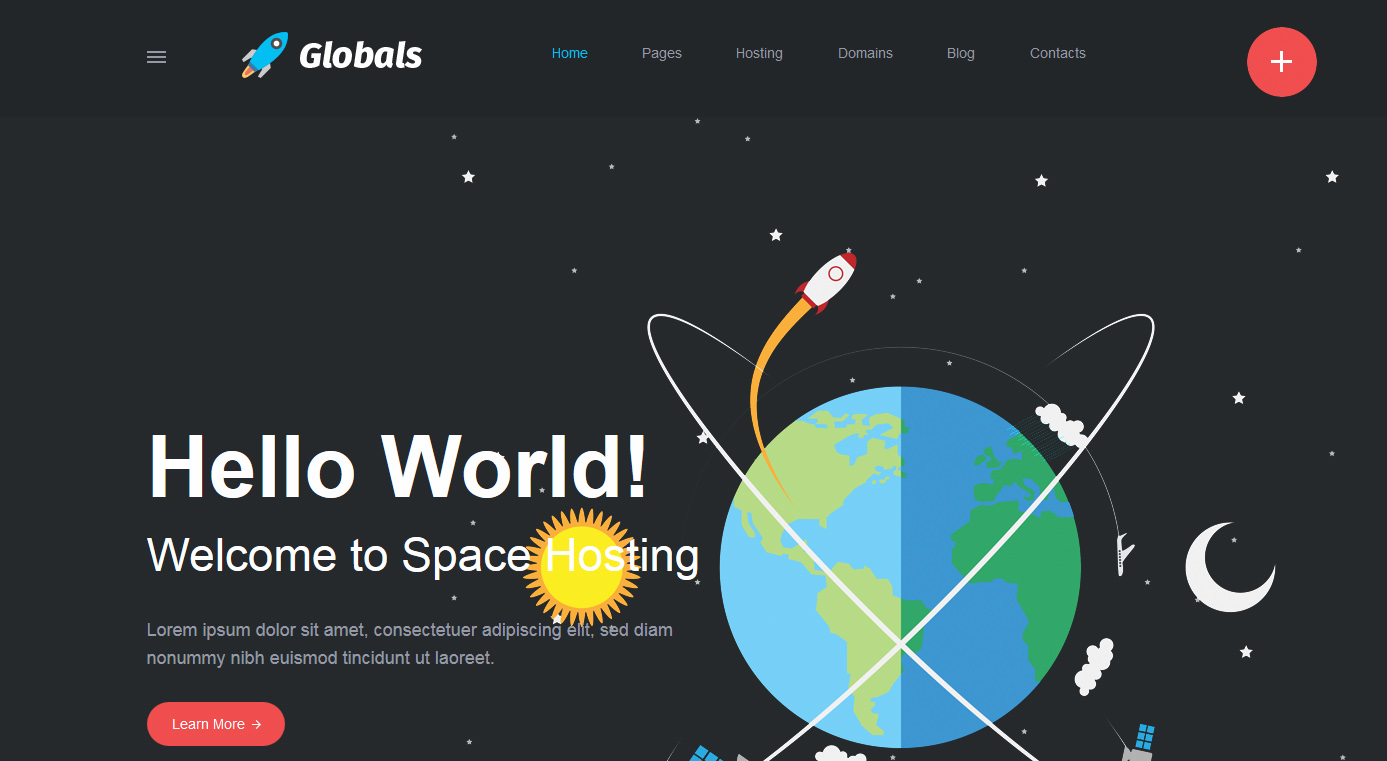 Globals
Home Pages Hosting Domains Blog Contacts
Hello World!
Welcome to Space Hosting
Lorem ipsum dolor sit amet, consectetuer adipiscing elit, sed diam
nonummy nibh euismod tincidunt ut laoreet.
Learn More →